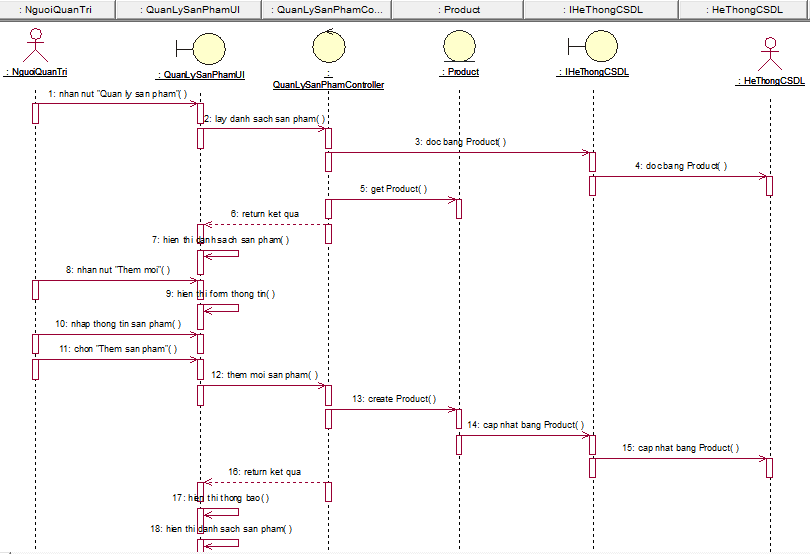 : NguoiQuanTri
: QuanLySanPhamUI
: QuanLySanPhamCo...
: Product
: IHeThongCSDL
: HeThongCSDL
: NguoiQuanTri
: QuanLySanPhamUI
:
QuanLySanPhamController
: Product
: IHeThongCSDL
: HeThongCSDL
1: nhan nut "Quan ly san pham"( )
2: lay danh sach san pham( )
3: doc bang Product( )
4: doc bang Product( )
5: get Product( )
6: return ket qua
7: hien thi danh sach san pham( )
8: nhan nut "Them moi"( )
9: hien thi form thong tin( )
10: nhap thong tin san pham( )
11: chon "Them san pham"( )
12: them moi san pham( )
13: create Product( )
14: cap nhat bang Product( )
15: cap nhat bang Product( )
16: return ket qua
17: hien thi thong bao( )
18: hien thi danh sach san pham( )